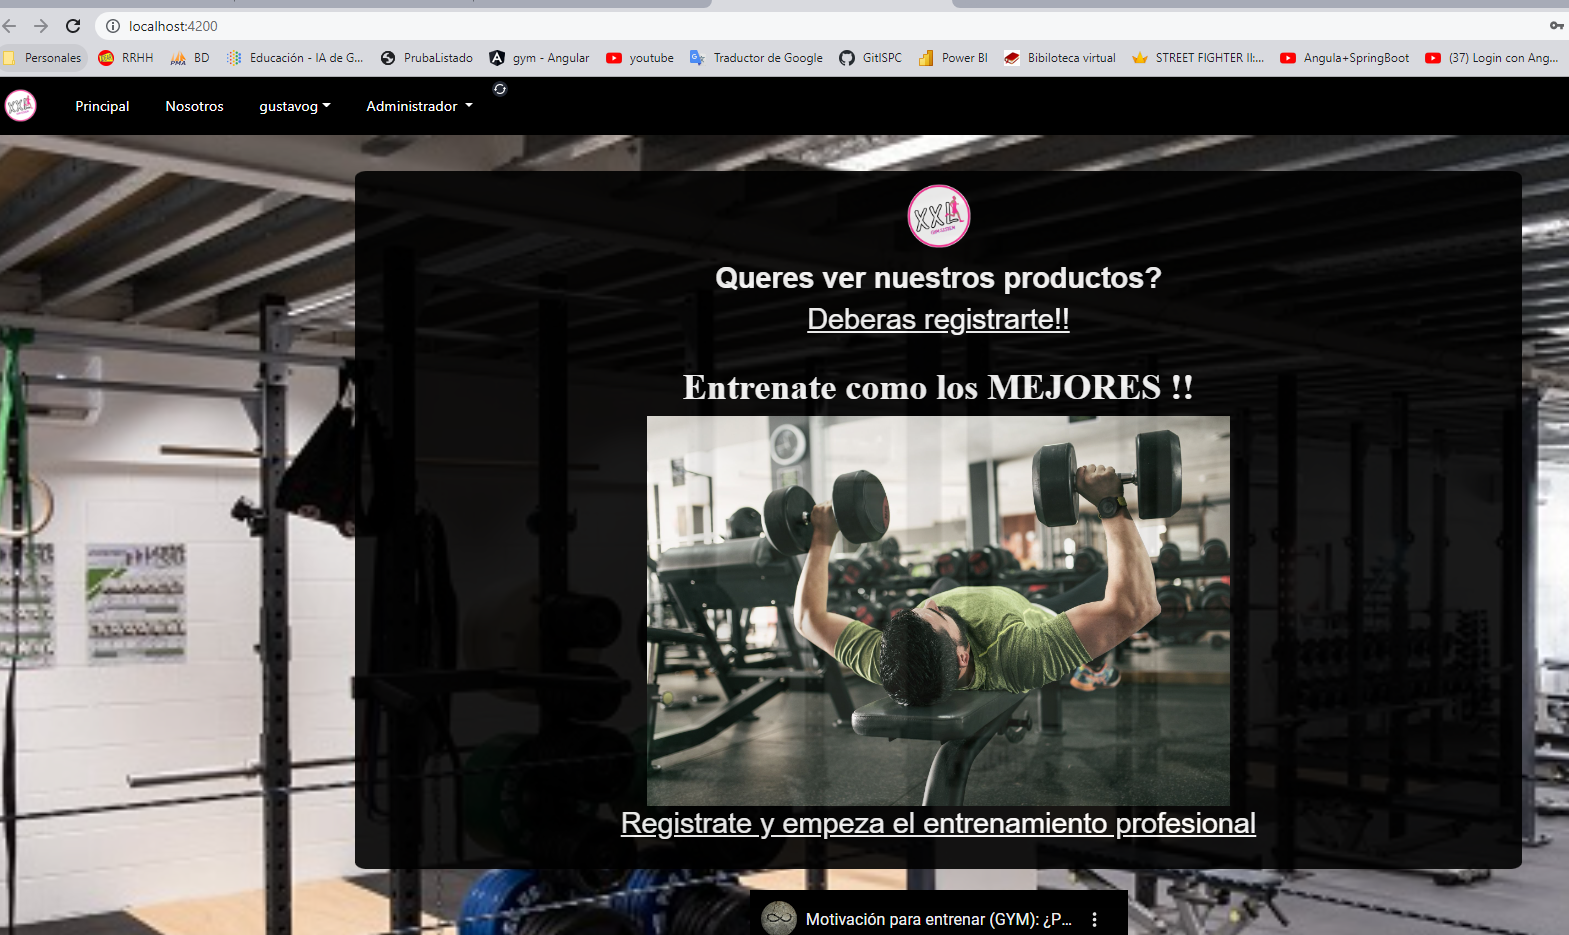 localhost:4200
Personales
RRHH
BD
Educación - IA de G...
PrubaListado
gym - Angular
youtube
Traductor de Google
GitISPC
Power BI
Bibiloteca virtual
STREET FIGHTER II:...
Angula+SpringBoot
(37) Login con Ang...
XXL
Principal
Nosotros
gustavog
Administrador
XXL
Queres ver nuestros productos?
Deberas registrarte!!
Entrenate como los MEJORES !!
Registrate y empeza el entrenamiento profesional
Motivación para entrenar (GYM): ¿P...